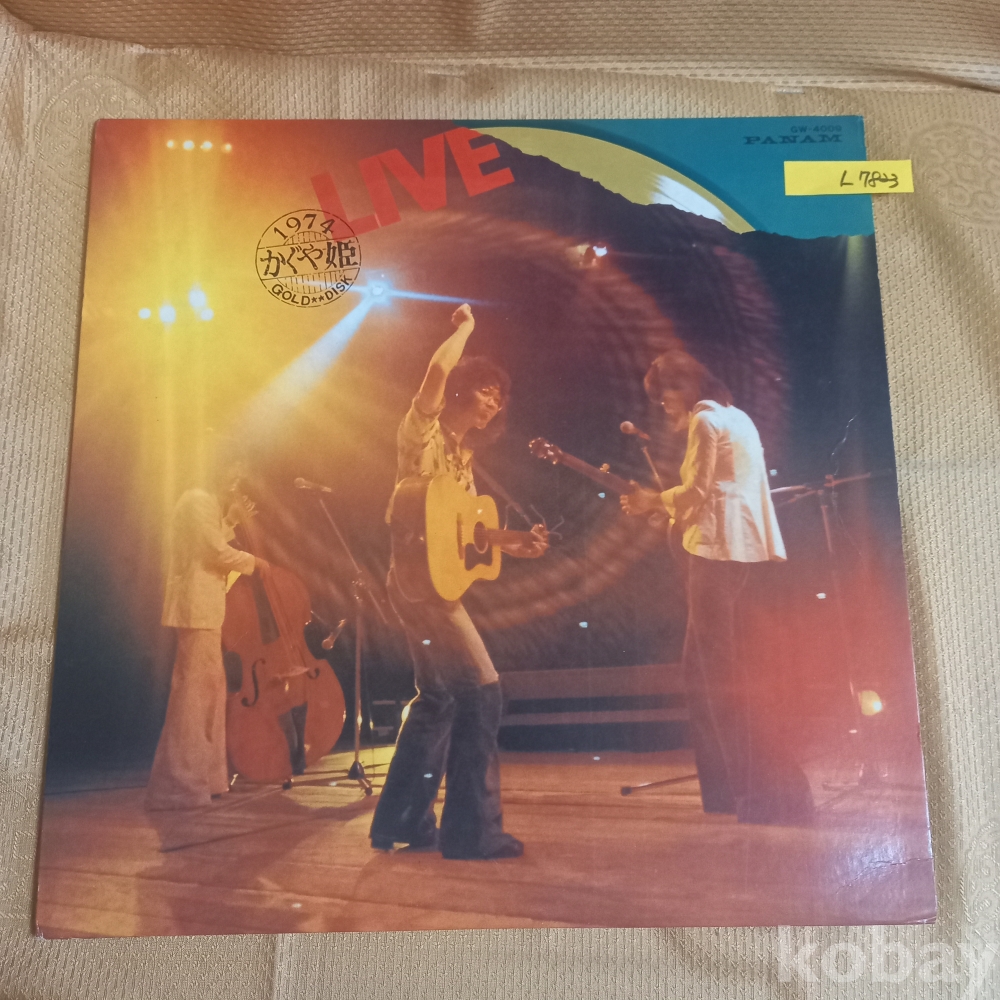 GW-4009
PANAM
L7823
LIVE
1974
かぐや姫
GOLD★★DISK
kobay